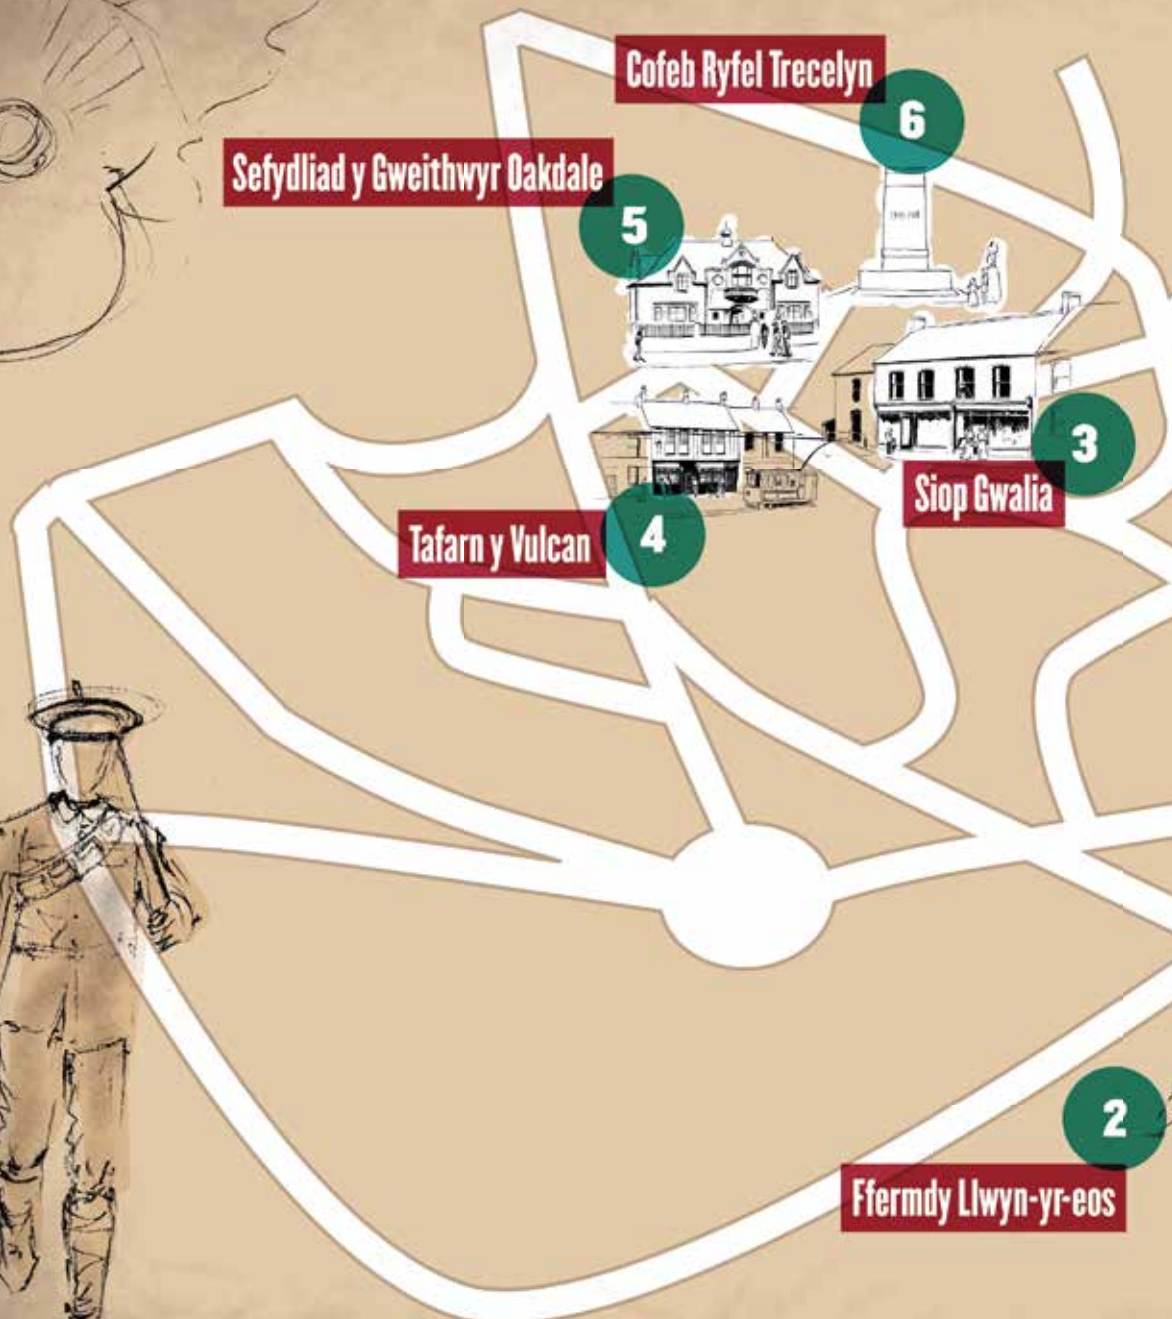 Cofeb Ryfel Trecelyn
6
Sefydliad y Gweithwyr Oakdale
5
3
Siop Gwalia
Tafarn y Vulcan
4
2
Ffermdy Llwyn-yr-eos